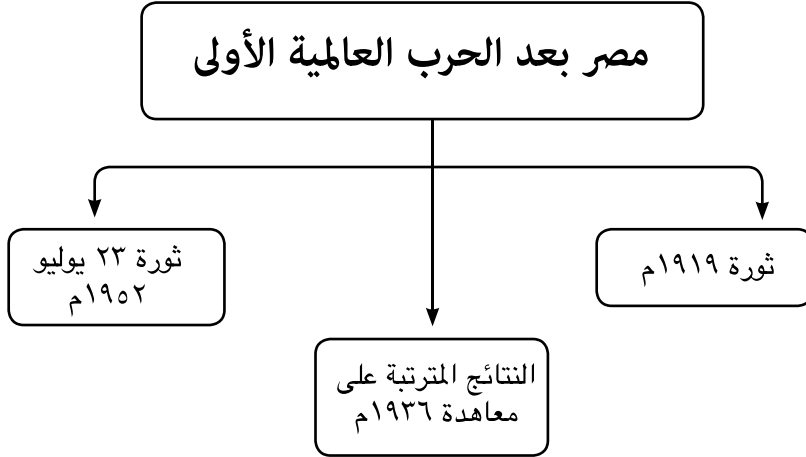 مصر بعد الحرب العالمية الأولى
ثورة ١٩١٩م
النتائج المترتبة على
معاهدة ١٩٣٦م
ثورة ٢٣ يوليو
١٩٥٢م